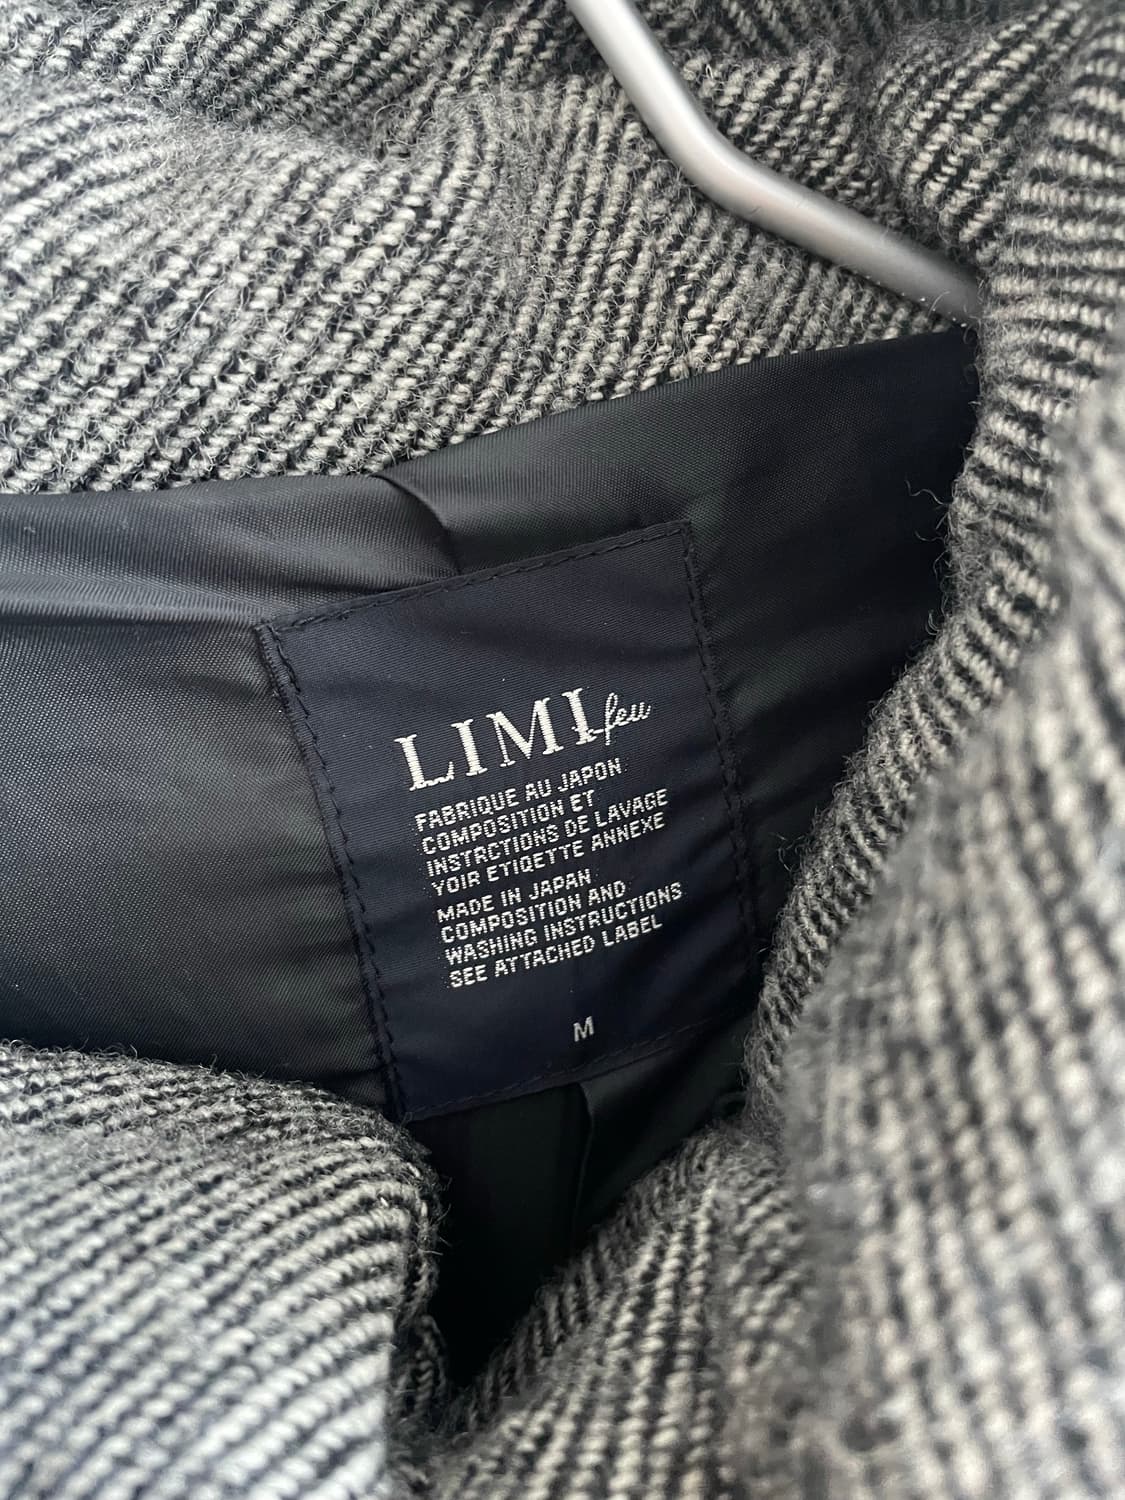 LIMI feu
FABRIQUE AU JAPON
COMPOSITION ET
INSTRCTIONS DE LAVAGE
YOIR ETIQETTE ANNEXE
MADE IN JAPAN
COMPOSITION AND
WASHING INSTRUCTIONS
SEE ATTACHED LABEL
M